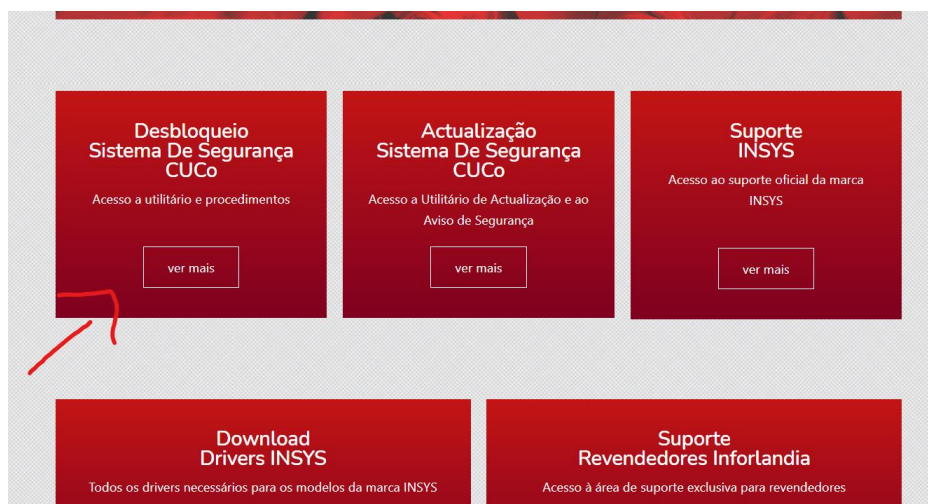 Desbloqueio
Sistema De Segurança
CUCo
Acesso a utilitário e procedimentos
ver mais
Actualização
Sistema De Segurança
CUCo
Acesso a Utilitário de Actualização e ao
Aviso de Segurança
ver mais
Suporte
INSYS
Acesso ao suporte oficial da marca
INSYS
ver mais
Download
Drivers INSYS
Todos os drivers necessários para os modelos da marca INSYS
Suporte
Revendedores Inforlandia
Acesso à área de suporte exclusiva para revendedores